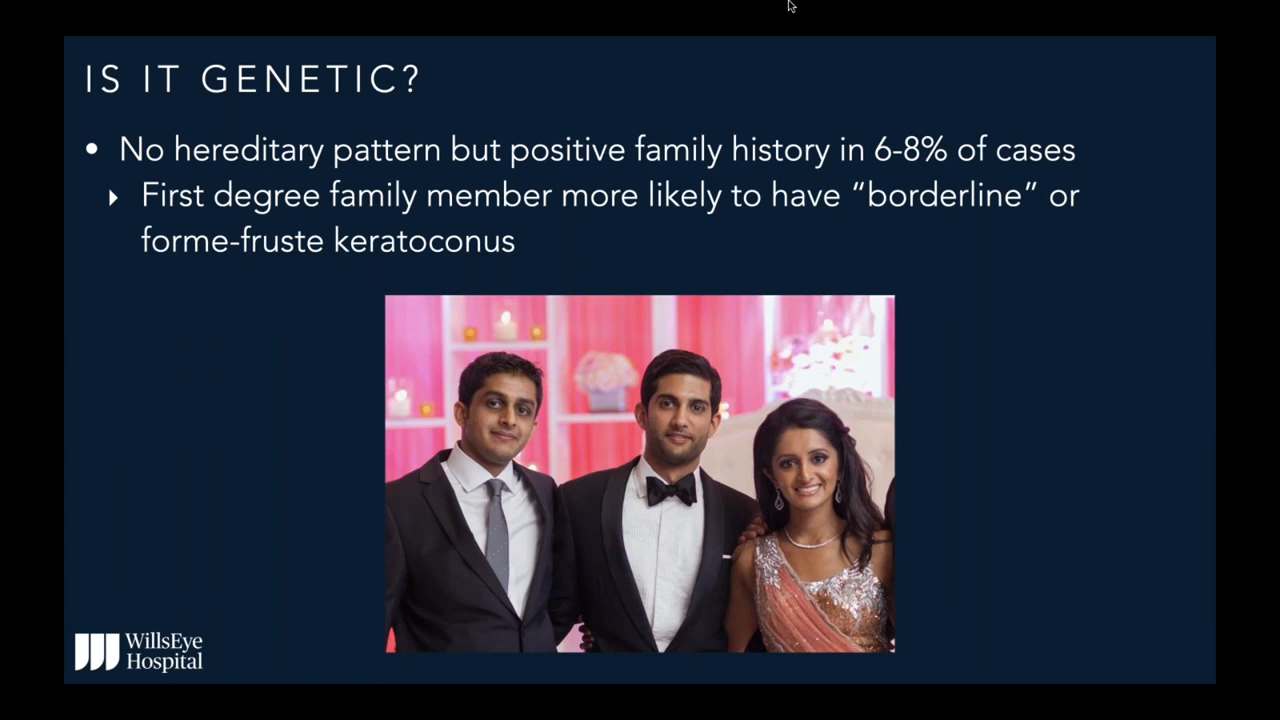 IS IT GENETIC?
• No hereditary pattern but positive family history in 6-8% of cases
‣ First degree family member more likely to have “borderline” or
forme-fruste keratoconus
WillsEye
Hospital